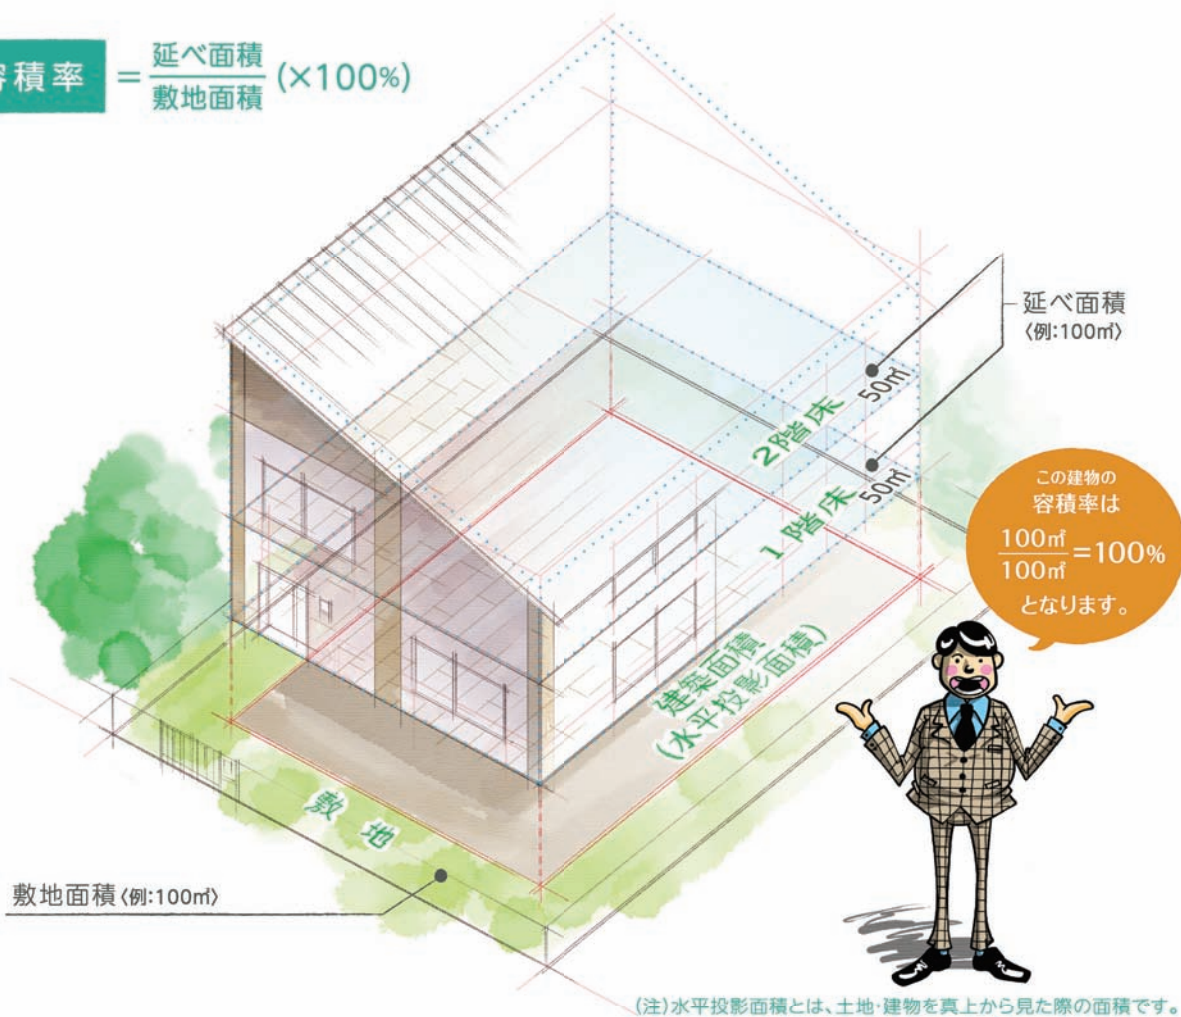 容積率 = 延べ面積 / 敷地面積 (×100%)
延べ面積
〈例:100㎡〉
50㎡
2階床
50㎡
1階床
この建物の
容積率は
100㎡ / 100㎡ =100%
となります。
建築面積
(水平投影面積)
敷地
敷地面積〈例:100㎡〉
(注)水平投影面積とは、土地・建物を真上から見た際の面積です。